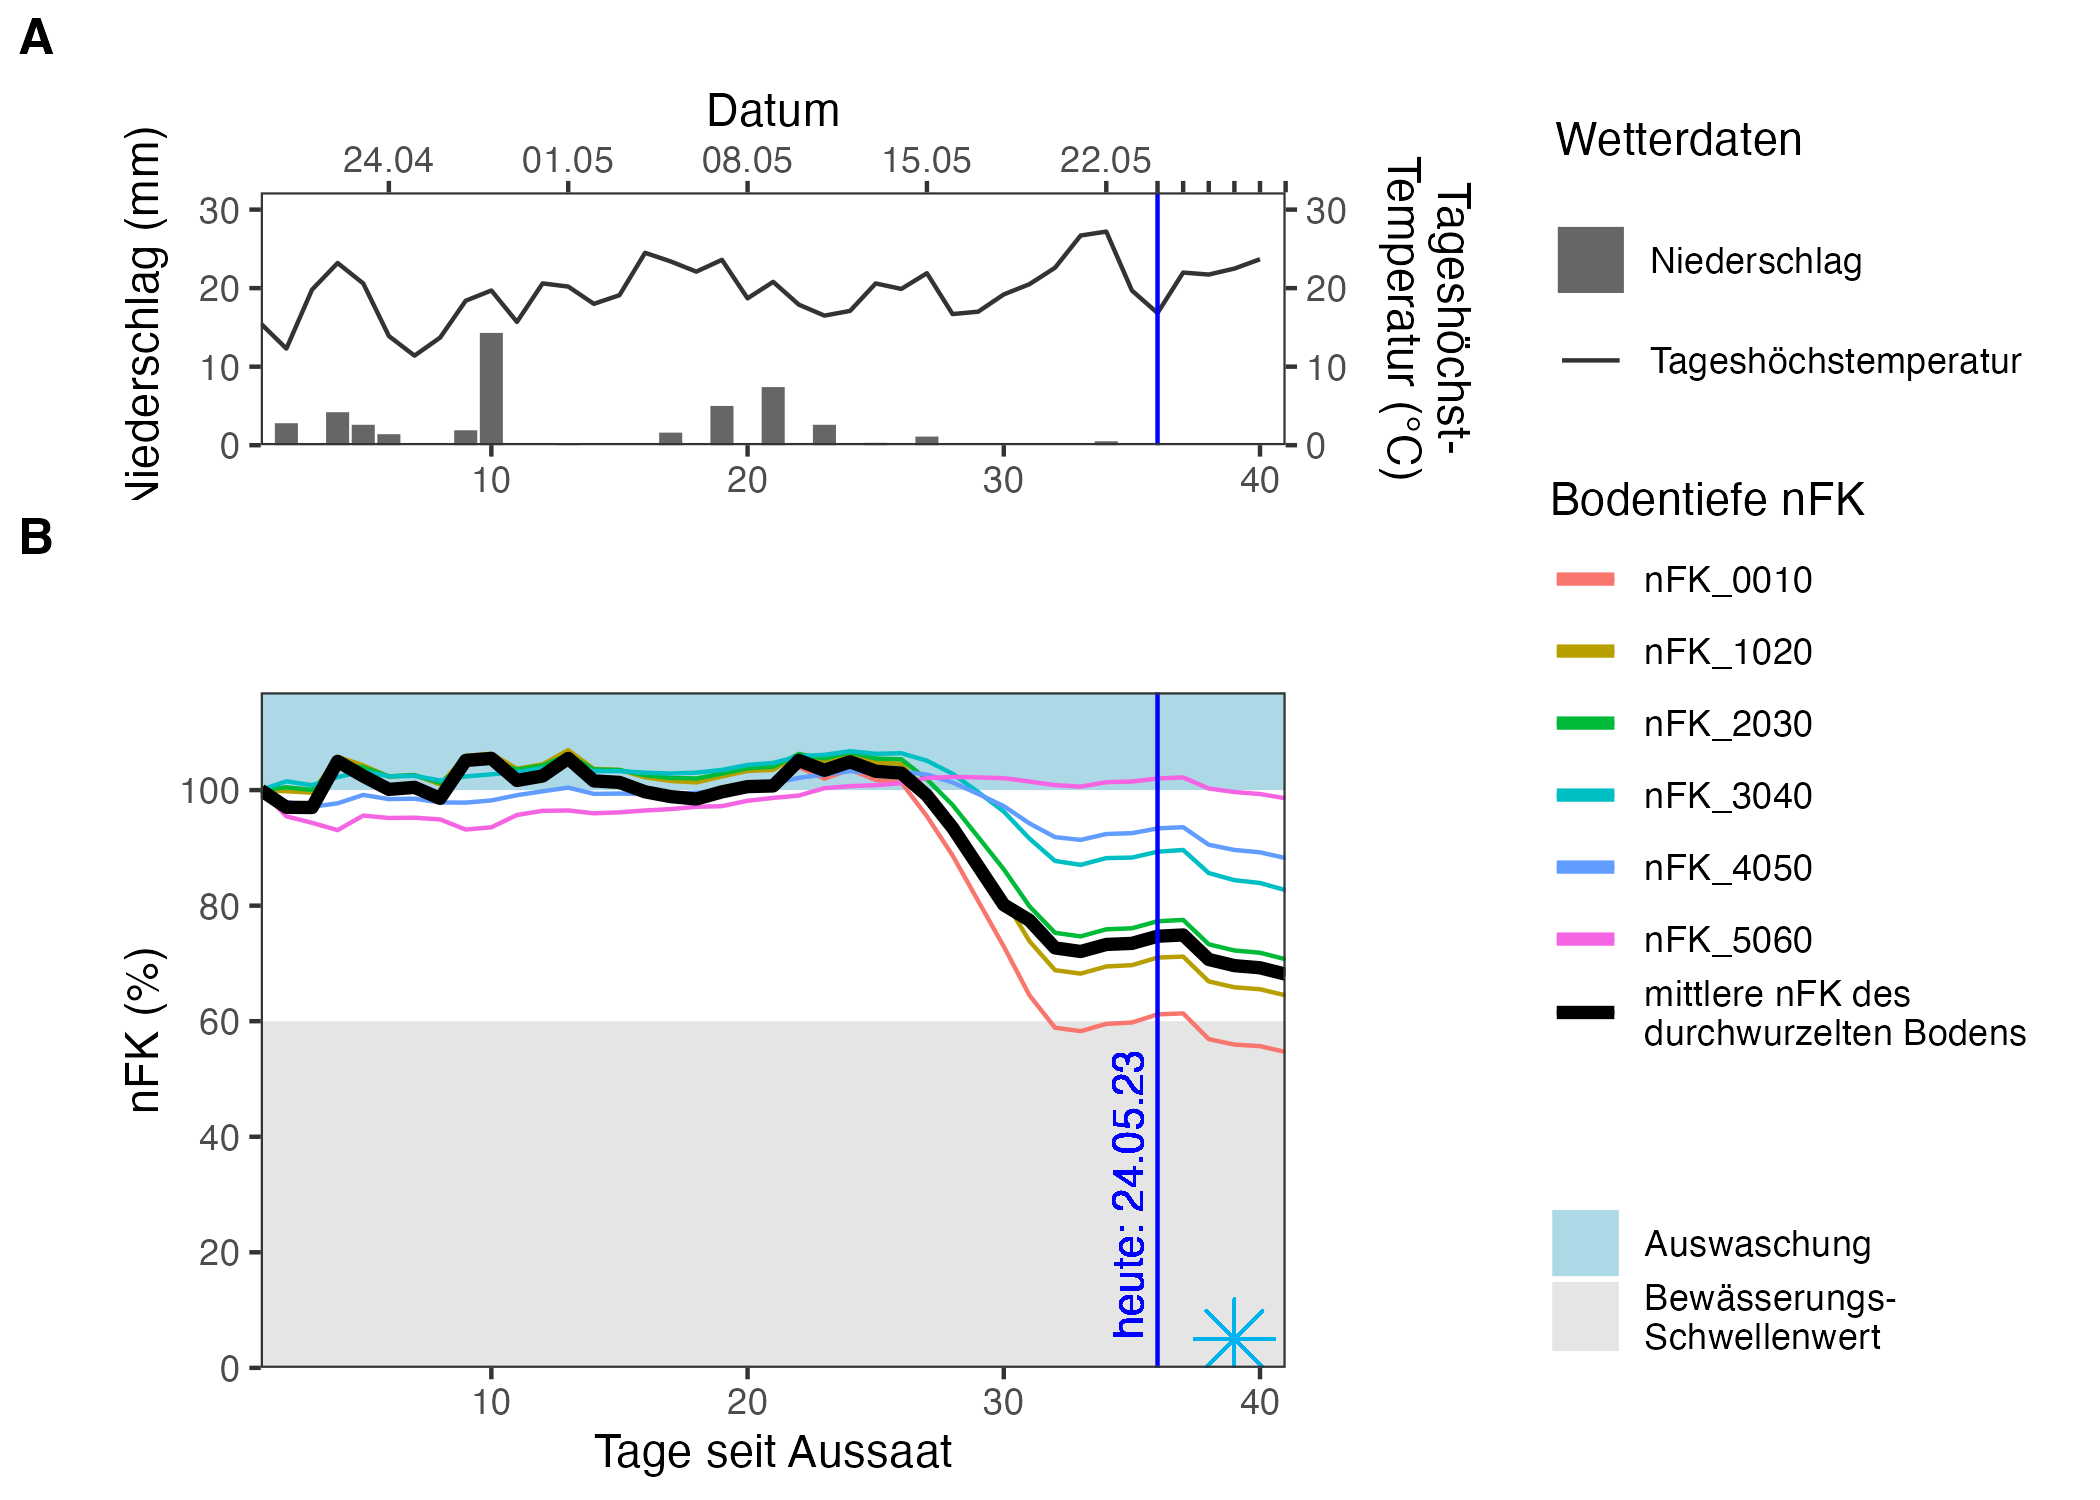 A
Datum
24.04 01.05 08.05 15.05 22.05
Niederschlag (mm)
30
20
10
0
30
20
10
0
Tageshöchst-
Temperatur (°C)
10 20 30 40
Wetterdaten
Niederschlag
Tageshöchstemperatur
B
nFK (%)
100
80
60
40
20
0
heute: 24.05.23
10 20 30 40
Tage seit Aussaat
Bodentiefe nFK
nFK_0010
nFK_1020
nFK_2030
nFK_3040
nFK_4050
nFK_5060
mittlere nFK des
durchwurzelten Bodens
Auswaschung
Bewässerungs-
Schwellenwert